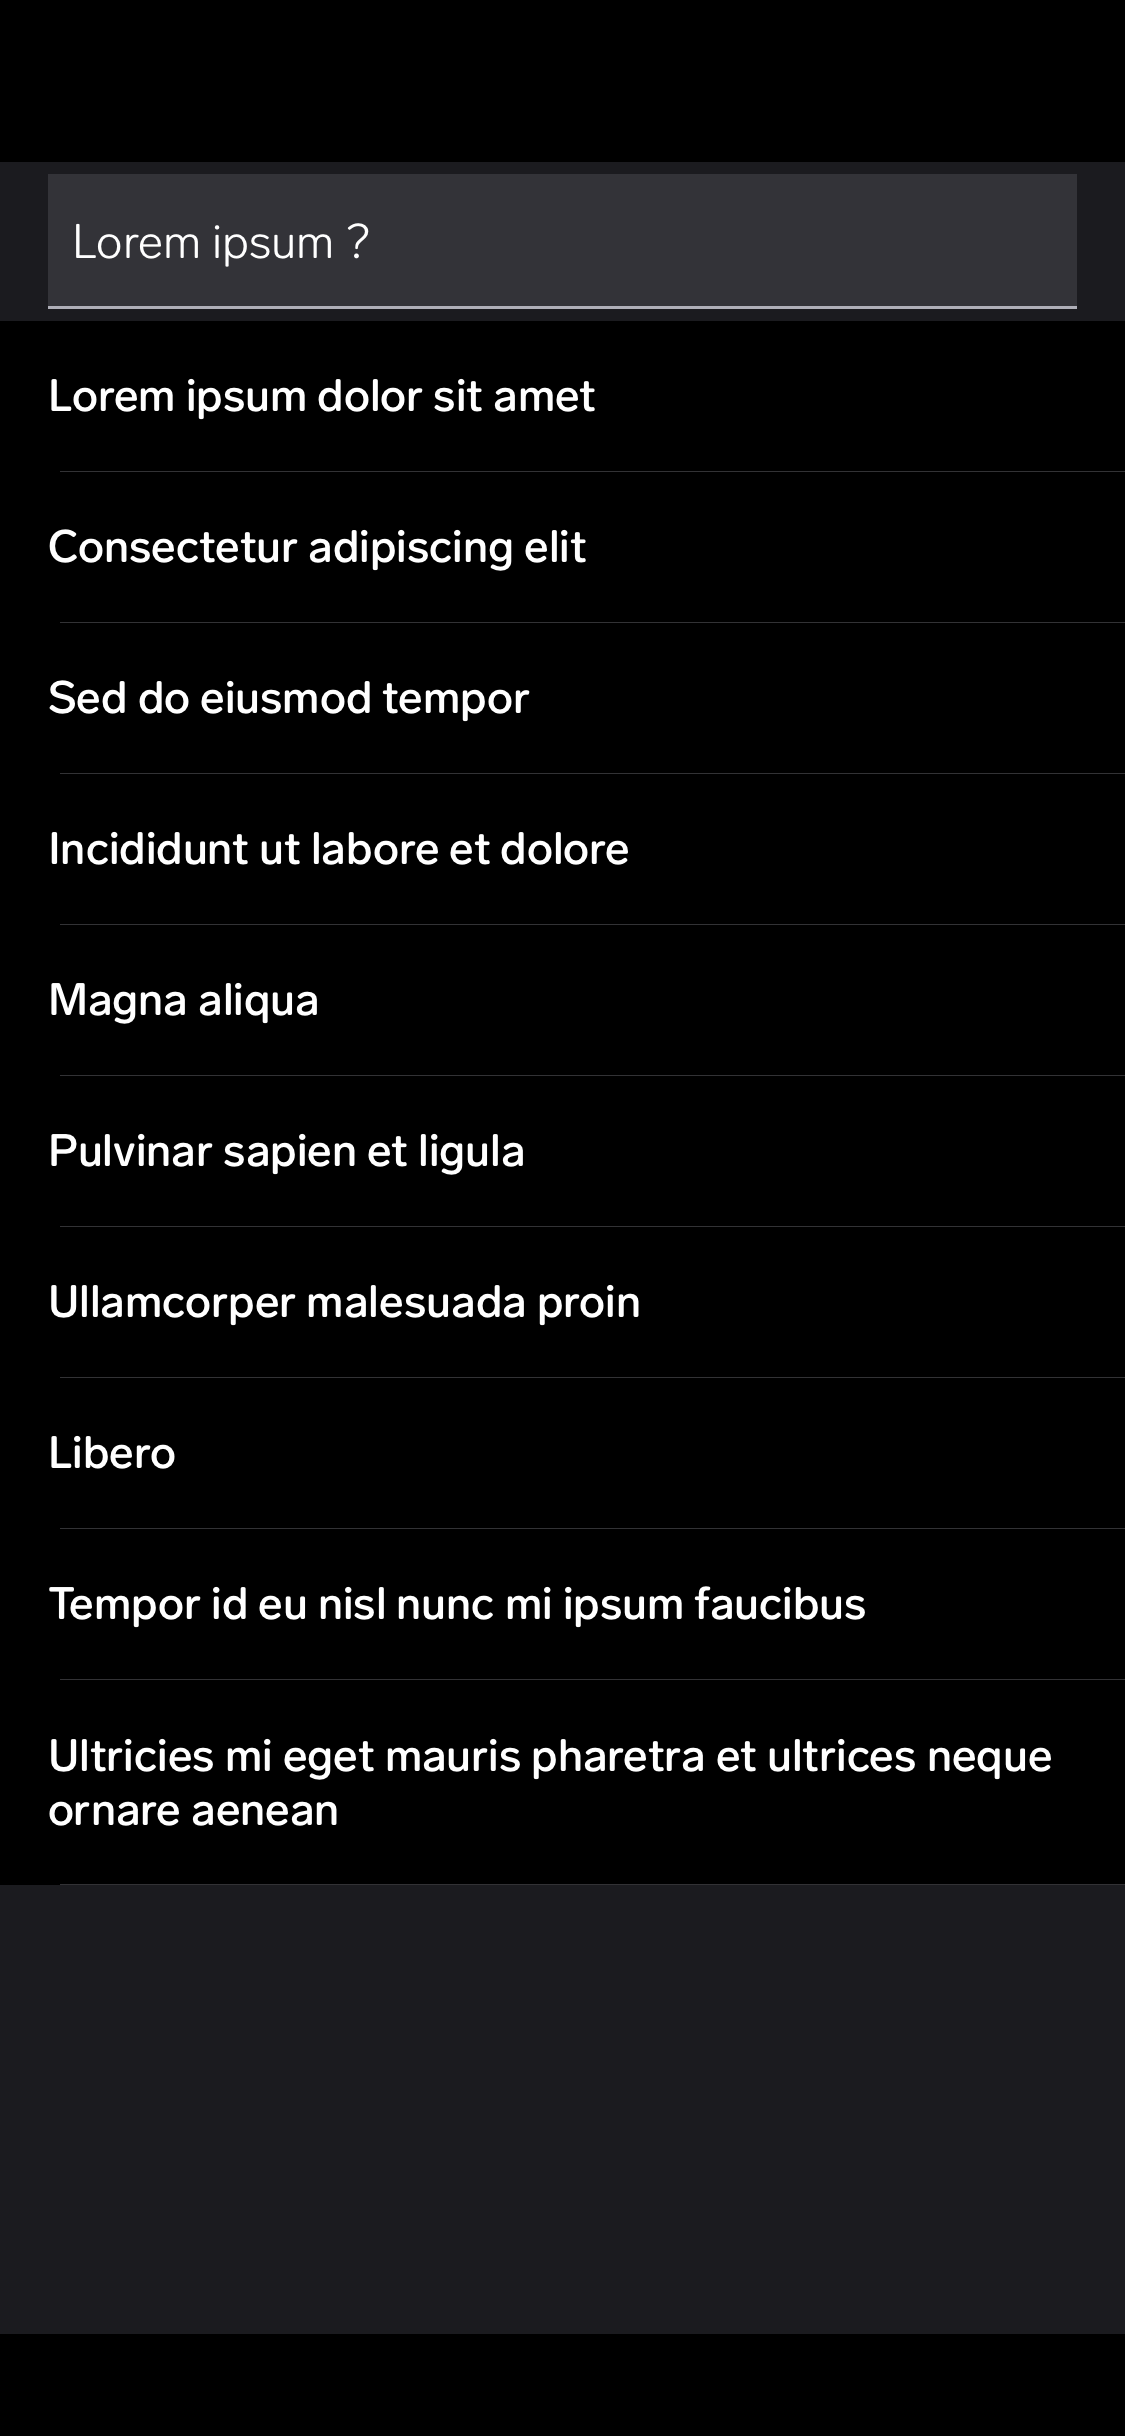 Lorem ipsum ?
Lorem ipsum dolor sit amet
Consectetur adipiscing elit
Sed do eiusmod tempor
Incididunt ut labore et dolore
Magna aliqua
Pulvinar sapien et ligula
Ullamcorper malesuada proin
Libero
Tempor id eu nisl nunc mi ipsum faucibus
Ultricies mi eget mauris pharetra et ultrices neque
ornare aenean